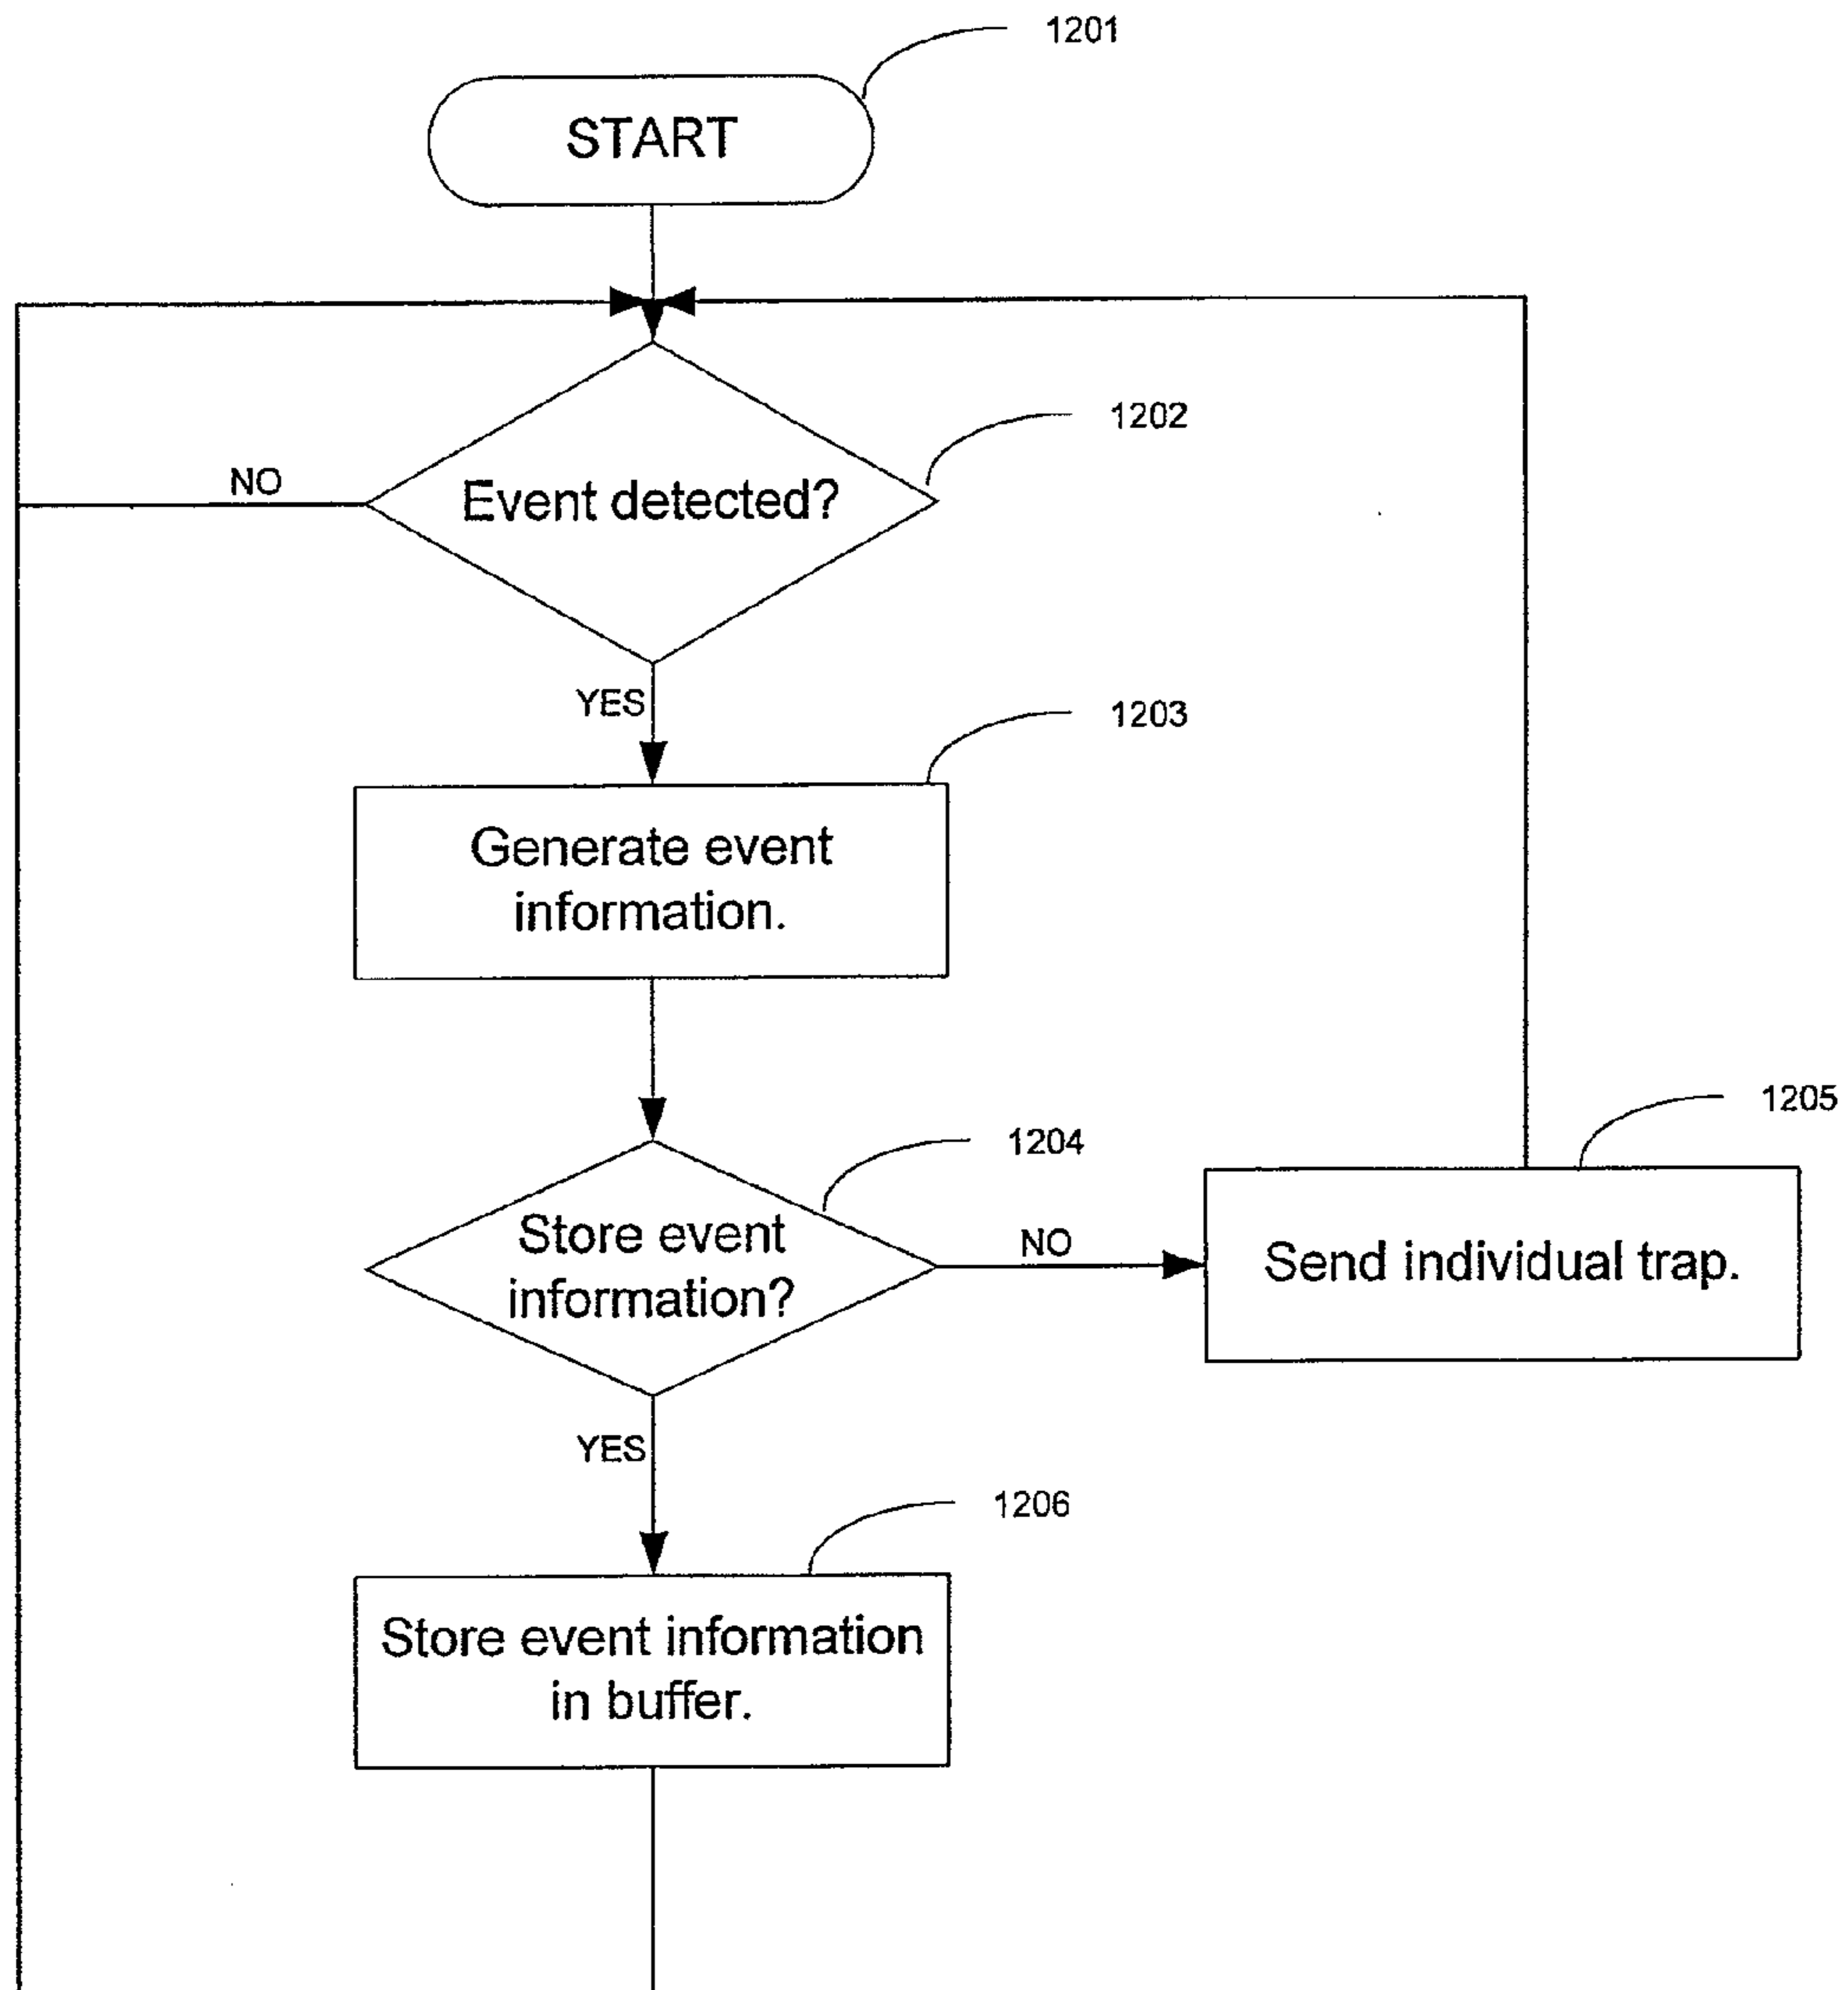 1201
START
1202
NO
Event detected?
YES
1203
Generate event
information.
1204
1205
Store event
information?
NO
Send individual trap.
YES
1206
Store event information
in buffer.